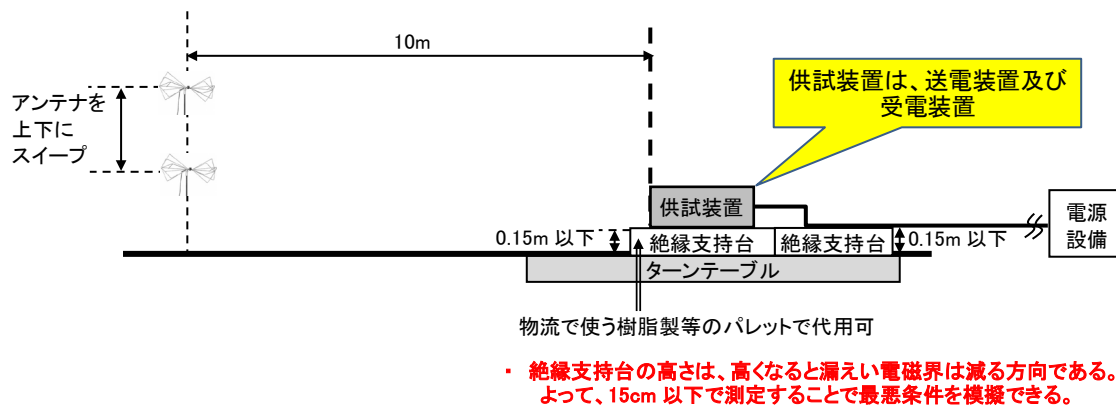 10m
アンテナを
上下に
スイープ
供試装置は、送電装置及び
受電装置
供試装置
電源
設備
0.15m 以下
絶縁支持台
絶縁支持台
0.15m 以下
ターンテーブル
物流で使う樹脂製等のパレットで代用可
・ 絶縁支持台の高さは、高くなると漏えい電磁界は減る方向である。
よって、15cm 以下で測定することで最悪条件を模擬できる。